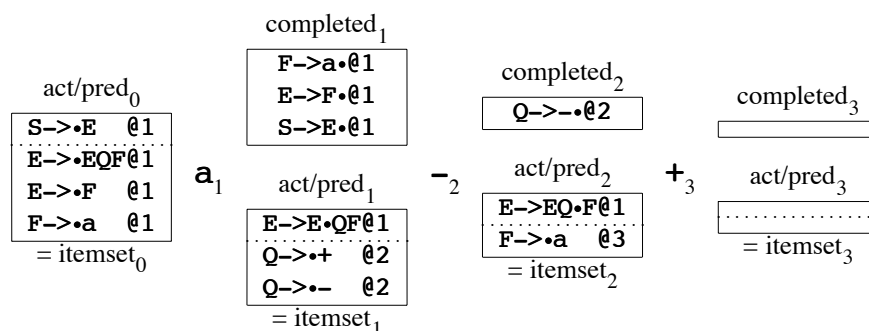 act/pred0
S->•E @1
E->•EQF@1
E->•F @1
F->•a @1
= itemset0
a1
completed1
F->a•@1
E->F•@1
S->E•@1
act/pred1
E->E•QF@1
Q->•+ @2
Q->•- @2
= itemset1
-2
completed2
Q->-•@2
act/pred2
E->EQ•F@1
F->•a @3
= itemset2
+3
completed3
act/pred3
= itemset3